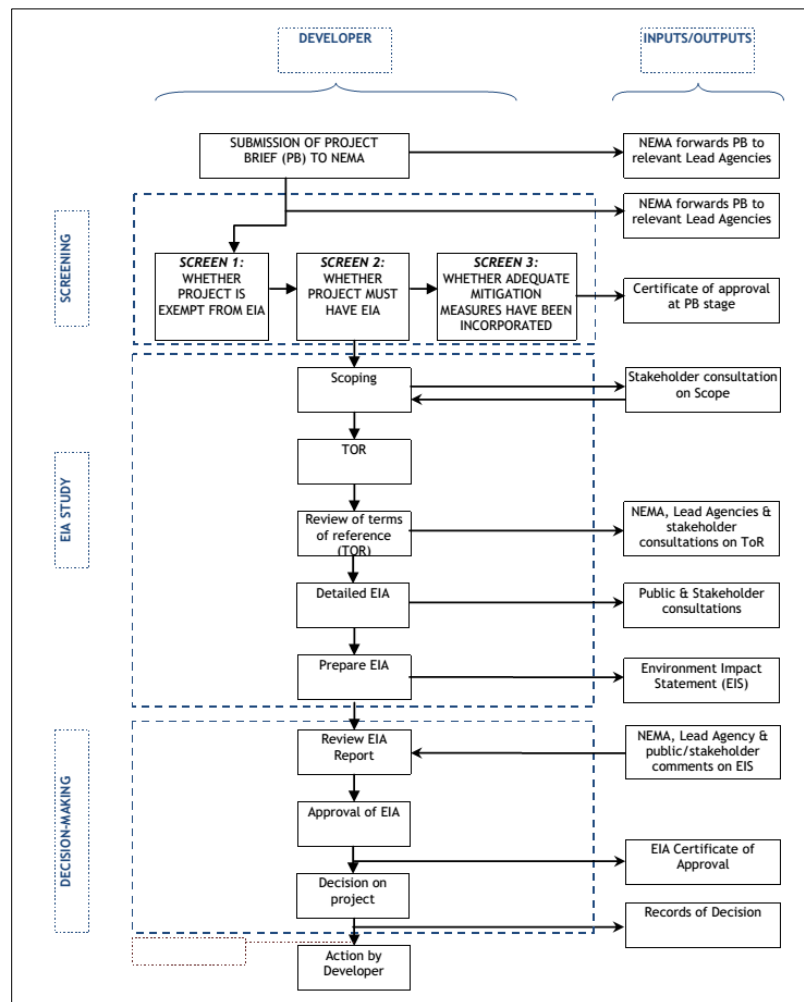 DEVELOPER
INPUTS/OUTPUTS
SUBMISSION OF PROJECT
BRIEF (PB) TO NEMA
NEMA forwards PB to
relevant Lead Agencies
NEMA forwards PB to
relevant Lead Agencies
SCREENING
SCREEN 1:
WHETHER
PROJECT IS
EXEMPT FROM EIA
SCREEN 2:
WHETHER
PROJECT MUST
HAVE EIA
SCREEN 3:
WHETHER ADEQUATE
MITIGATION
MEASURES HAVE BEEN
INCORPORATED
Certificate of approval
at PB stage
EIA STUDY
Scoping
Stakeholder consultation
on Scope
TOR
Review of terms
of reference
(TOR)
NEMA, Lead Agencies &
stakeholder
consultations on ToR
Detailed EIA
Public & Stakeholder
consultations
Prepare EIA
Environment Impact
Statement (EIS)
DECISION-MAKING
Review EIA
Report
NEMA, Lead Agency &
public/stakeholder
comments on EIS
Approval of EIA
EIA Certificate of
Approval
Decision on
project
Records of Decision
Action by
Developer